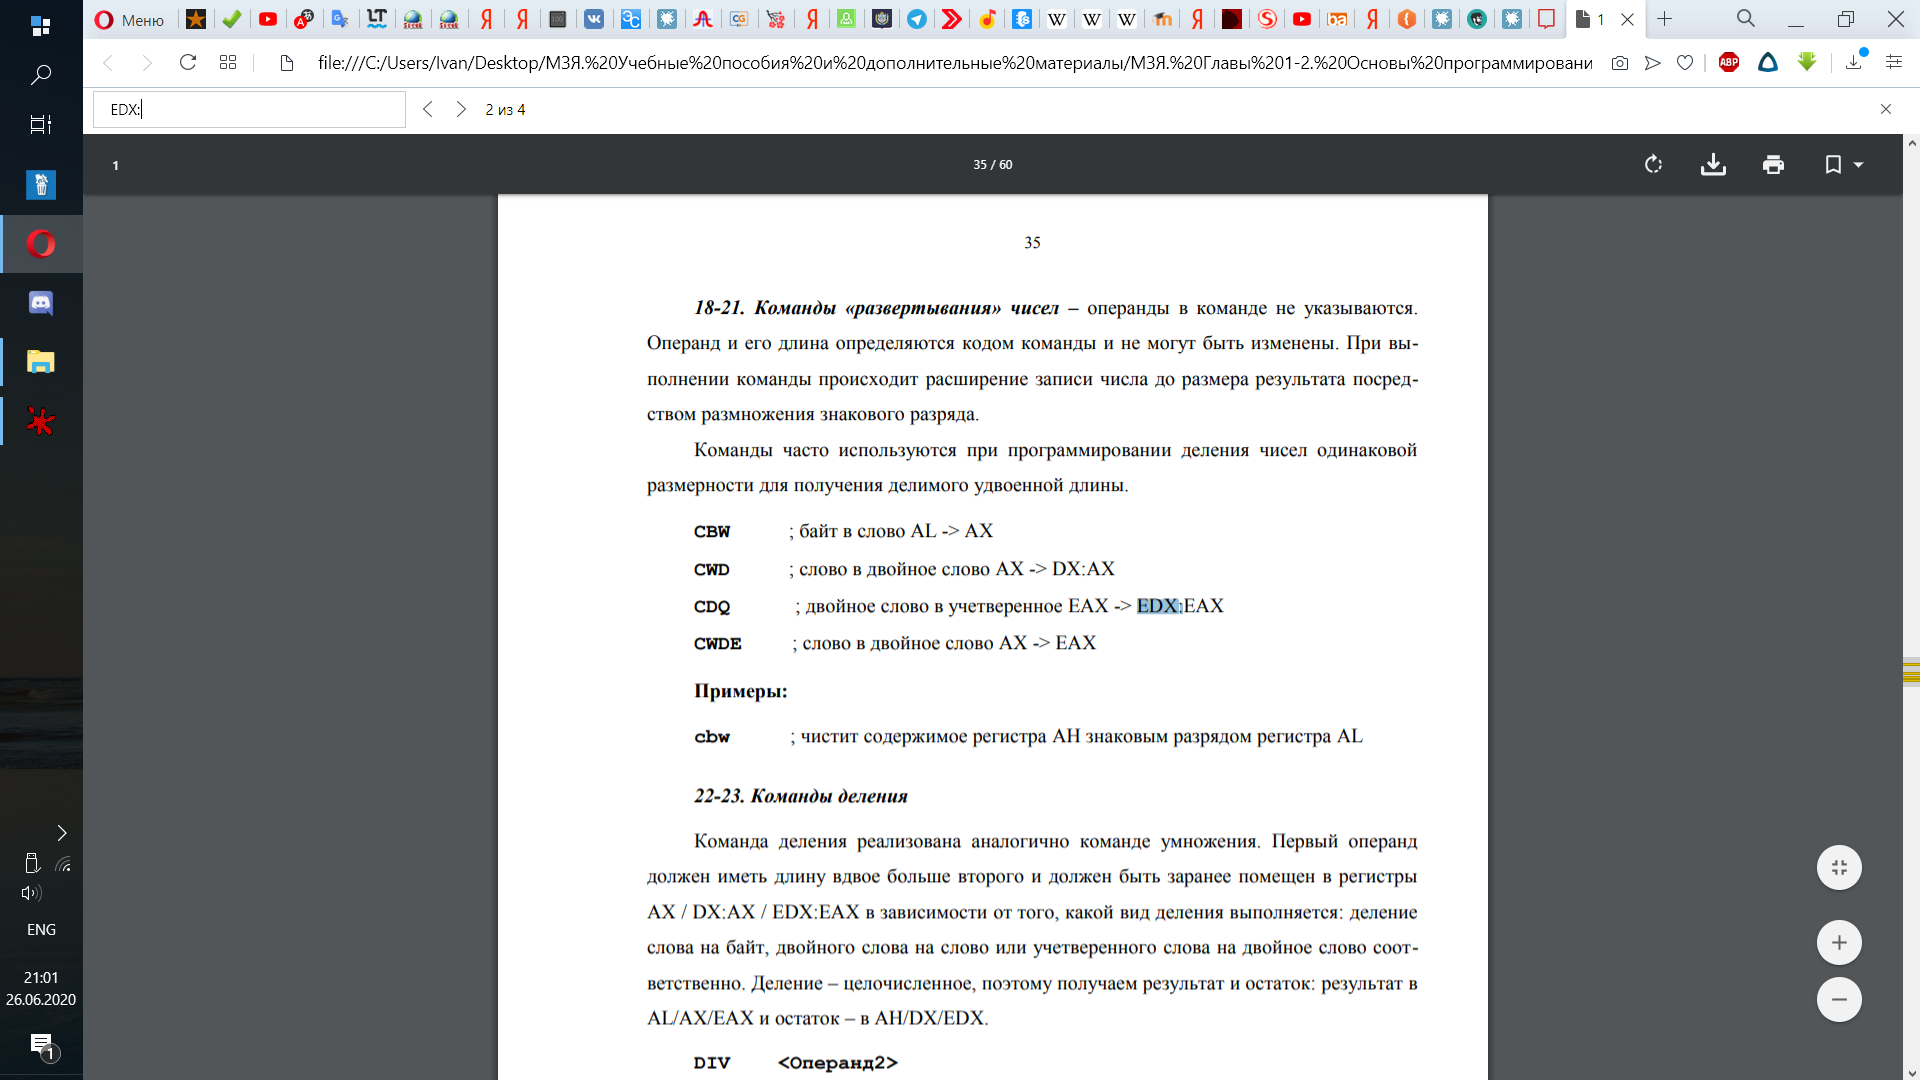 Меню
1
file:///C:/Users/Ivan/Desktop/МЗЯ.%20Учебные%20пособия%20и%20дополнительные%20материалы/МЗЯ.%20Главы%201-2.%20Основы%20программировани
ABP
EDX:
2 из 4
1
35 / 60
35
18-21. Команды «развертывания» чисел – операнды в команде не указываются.
Операнд и его длина определяются кодом команды и не могут быть изменены. При вы-
полнении команды происходит расширение записи числа до размера результата посред-
ством размножения знакового разряда.
Команды часто используются при программировании деления чисел одинаковой
размерности для получения делимого удвоенной длины.
CBW ; байт в слово AL -> AX
CWD ; слово в двойное слово AX -> DX:AX
CDQ ; двойное слово в учетверенное EAX -> EDX:EAX
CWDE ; слово в двойное слово AX -> EAX
Примеры:
cbw ; чистит содержимое регистра AH знаковым разрядом регистра AL
22-23. Команды деления
Команда деления реализована аналогично команде умножения. Первый операнд
должен иметь длину вдвое больше второго и должен быть заранее помещен в регистры
AX / DX:AX / EDX:EAX в зависимости от того, какой вид деления выполняется: деление
слова на байт, двойного слова на слово или учетверенного слова на двойное слово соот-
ветственно. Деление – целочисленное, поэтому получаем результат и остаток: результат в
AL/AX/EAX и остаток – в AH/DX/EDX.
DIV <Операнд2>
ENG
21:01
26.06.2020
1